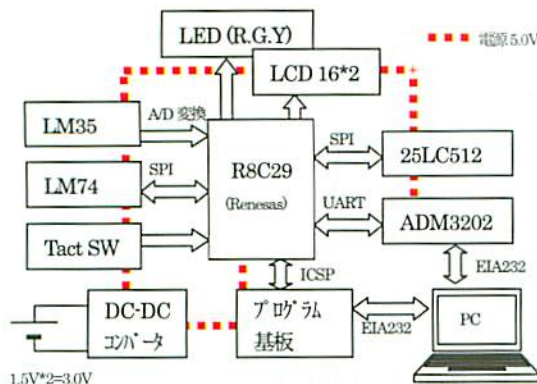 LED (R.G.Y)
電源 5.0V
LCD 16*2
LM35
A/D 変換
LM74
SPI
R8C29
(Renesas)
SPI
25LC512
Tact SW
UART
ADM3202
ICSP
EIA232
DC-DC
コンバータ
プログラム
基板
EIA232
PC
1.5V*2=3.0V